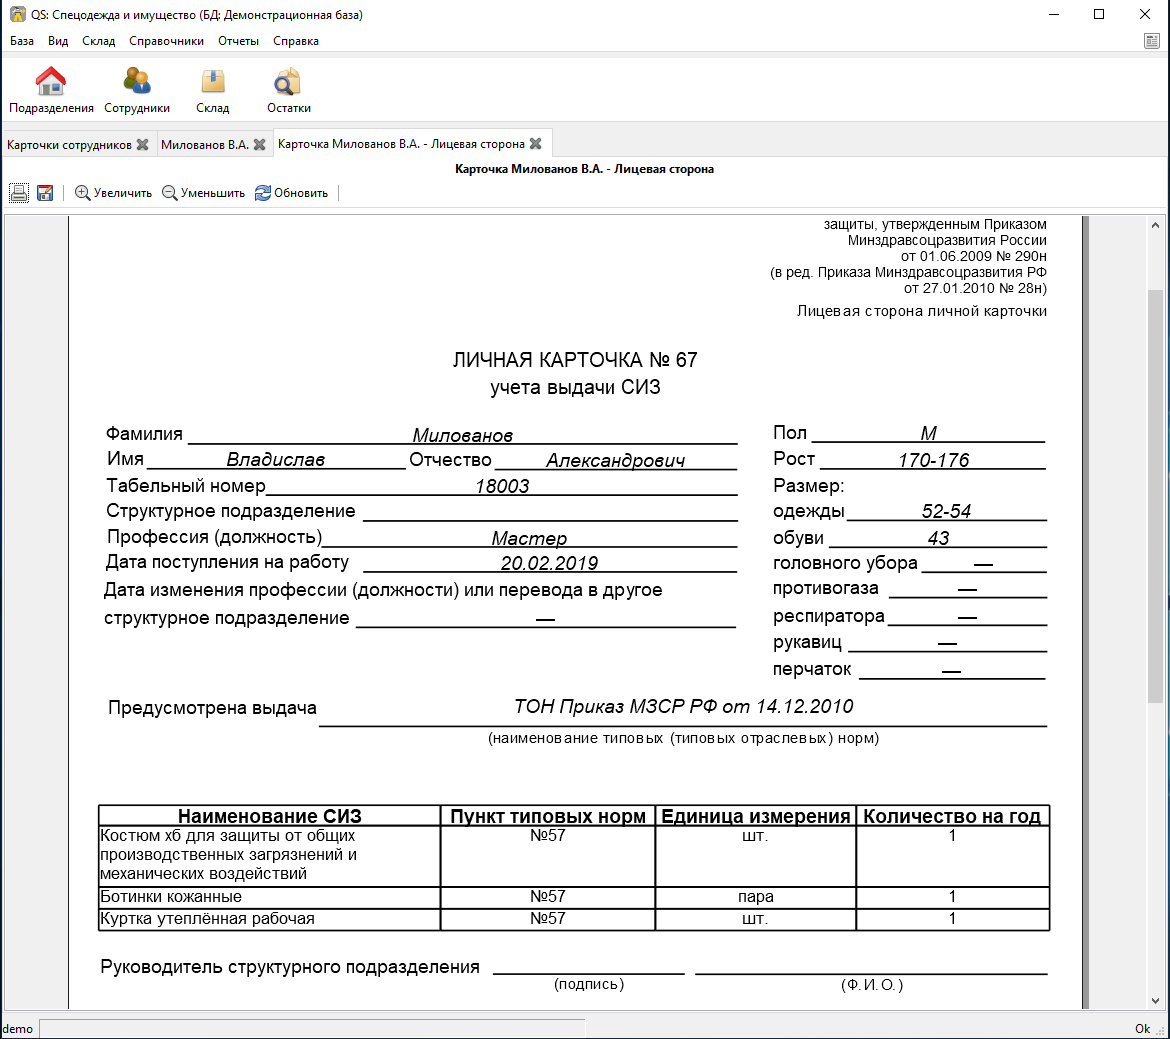 QS: Спецодежда и имущество (БД: Демонстрационная база)
База Вид Склад Справочники Отчеты Справка
Подразделения Сотрудники Склад Остатки
Карточки сотрудников Милованов В.А. Карточка Милованов В.А. - Лицевая сторона
Карточка Милованов В.А. - Лицевая сторона
Увеличить Уменьшить Обновить
защиты, утвержденным Приказом
Минздравсоцразвития России
от 01.06.2009 № 290н
(в ред. Приказа Минздравсоцразвития РФ
от 27.01.2010 № 28н)
Лицевая сторона личной карточки
ЛИЧНАЯ КАРТОЧКА № 67
учета выдачи СИЗ
Фамилия Милованов Пол М
Имя Владислав Отчество Александрович Рост 170-176
Табельный номер 18003 Размер:
Структурное подразделение одежды 52-54
Профессия (должность) Мастер обуви 43
Дата поступления на работу 20.02.2019 головного убора —
Дата изменения профессии (должности) или перевода в другое противогаза —
структурное подразделение — респиратора —
рукавиц —
перчаток —
Предусмотрена выдача ТОН Приказ МЗСР РФ от 14.12.2010
(наименование типовых (типовых отраслевых) норм)
Наименование СИЗ Пункт типовых норм Единица измерения Количество на год
Костюм хб для защиты от общих №57 шт. 1
производственных загрязнений и
механических воздействий
Ботинки кожанные №57 пара 1
Куртка утеплённая рабочая №57 шт. 1
Руководитель структурного подразделения
(подпись) (Ф.И.О.)
demo Ok